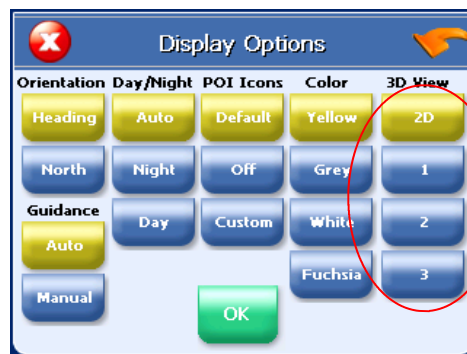 Display Options
Orientation Day/Night POI Icons Color 3D View
Heading Auto Default Yellow 2D
North Night Off Grey 1
Guidance
Day Custom White 2
Auto
Fuchsia 3
Manual
OK